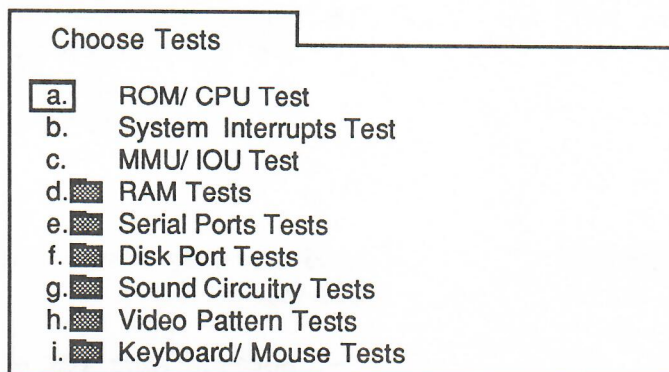 Choose Tests
a. ROM/ CPU Test
b. System Interrupts Test
c. MMU/ IOU Test
d. RAM Tests
e. Serial Ports Tests
f. Disk Port Tests
g. Sound Circuitry Tests
h. Video Pattern Tests
i. Keyboard/ Mouse Tests